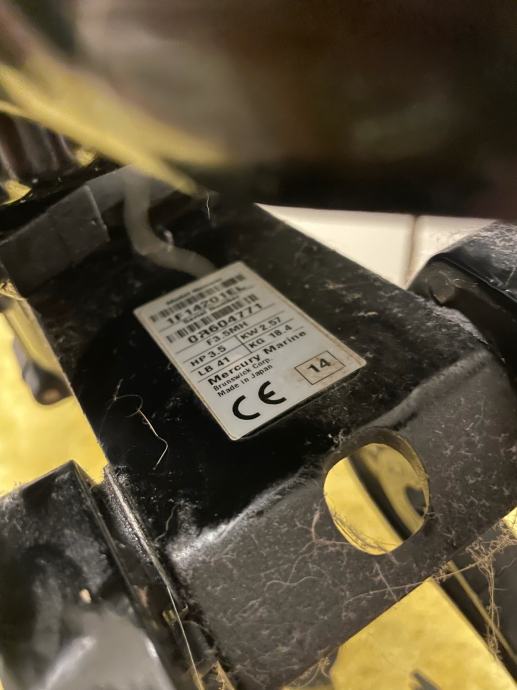 0R604771
F3.5MH
HP 3.5 KW 2.57
LB 41 KG 18.4
Mercury Marine
Brunswick Corp.
Made in Japan
CE
14